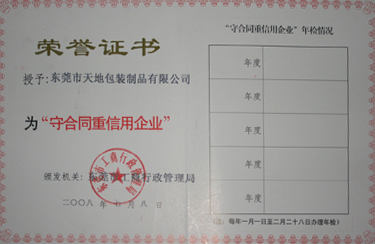 荣誉证书
授予：东莞市天地包装制品有限公司
为“守合同重信用企业”
颁发机关：东莞市工商行政管理局
二〇〇八年 月八日
“守合同重信用企业”年检情况
年度
年度
年度
年度
年度
（注：每年一月一日至二月二十八日办理年检）